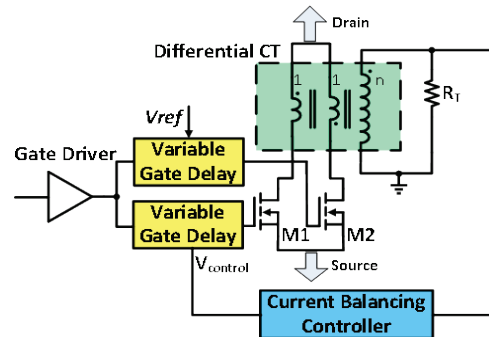 Drain
Differential CT
1 1 n
R_T
Vref
Gate Driver
Variable
Gate Delay
Variable
Gate Delay
M1 M2
V_control
Source
Current Balancing
Controller